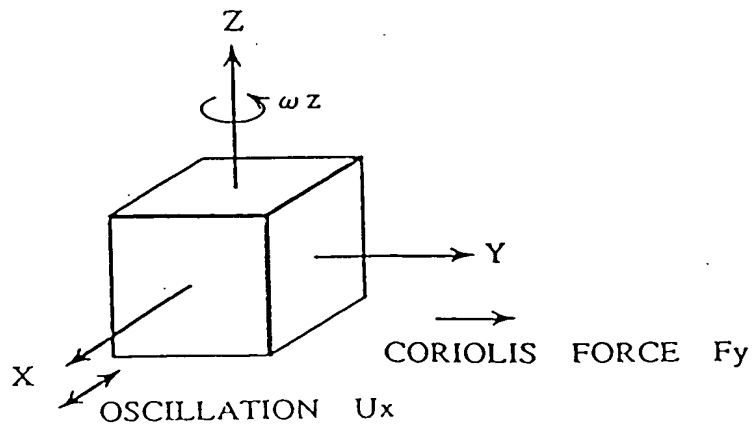 Z
ωz
Y
CORIOLIS FORCE Fy
X
OSCILLATION Ux